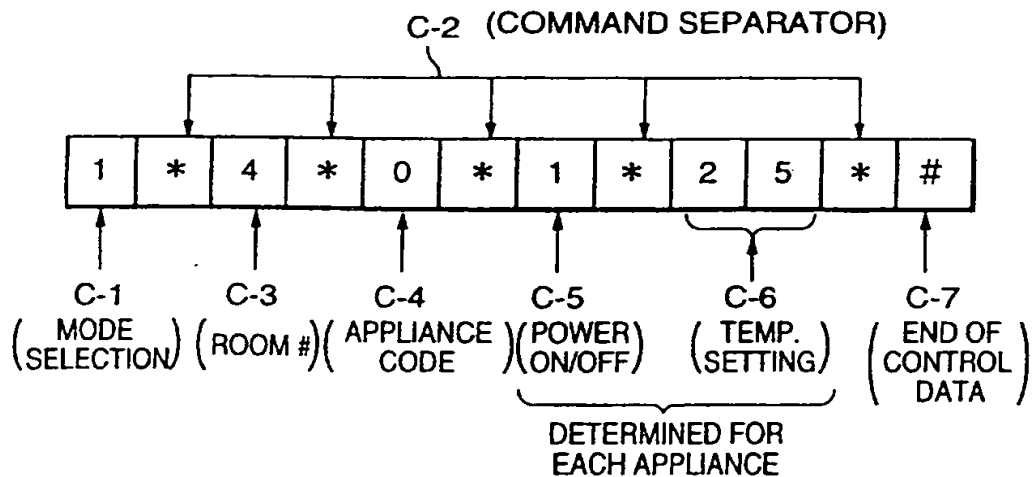 C-2 (COMMAND SEPARATOR)
1 * 4 * 0 * 1 * 2 5 * #
C-1 C-3 C-4 C-5 C-6 C-7
(MODE SELECTION) (ROOM #) (APPLIANCE CODE) (POWER ON/OFF) (TEMP. SETTING) (END OF CONTROL DATA)
DETERMINED FOR
EACH APPLIANCE